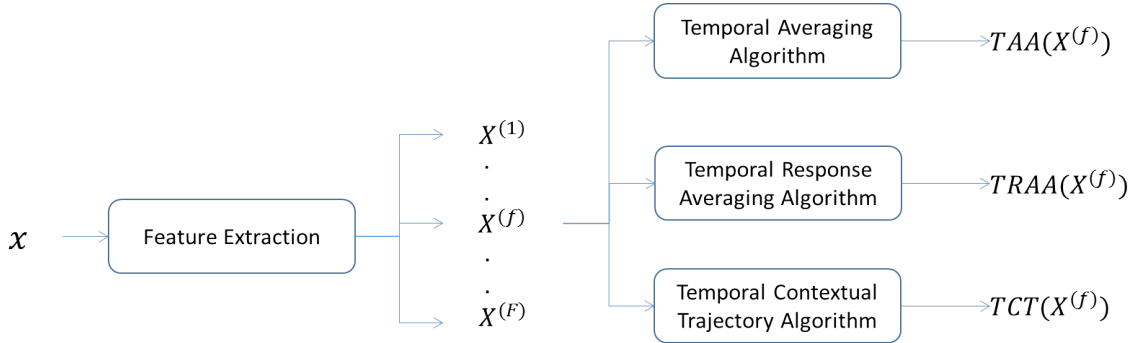 x
Feature Extraction
X^{(1)}
.
.
X^{(f)}
.
.
X^{(F)}
Temporal Averaging
Algorithm
TAA(X^{(f)})
Temporal Response
Averaging Algorithm
TRAA(X^{(f)})
Temporal Contextual
Trajectory Algorithm
TCT(X^{(f)})